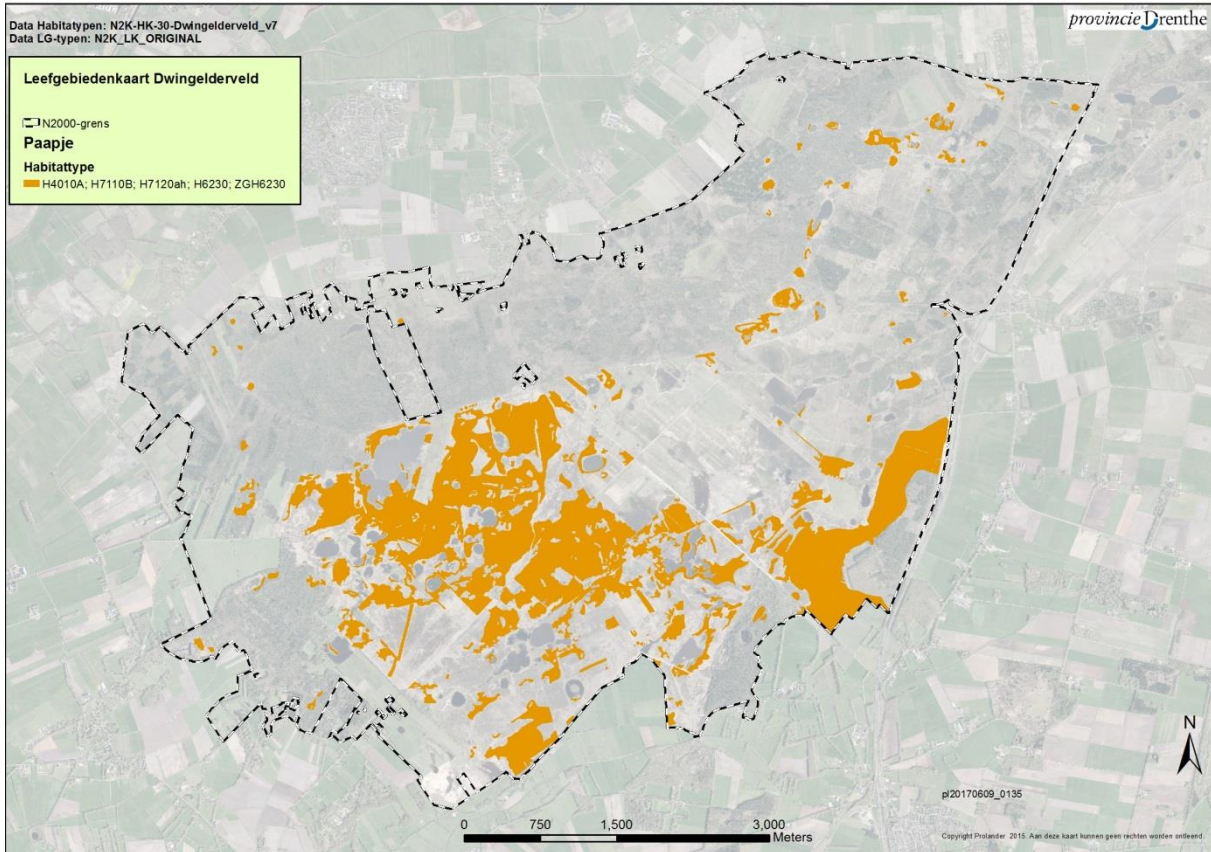 Data Habitatypen: N2K-HK-30-Dwingelderveld_v7
Data LG-typen: N2K_LK_ORIGINAL
provincie Drenthe
Leefgebiedenkaart Dwingelderveld
N2000-grens
Paapje
Habitattype
H4010A; H7110B; H7120ah; H6230; ZGH6230
N
pl20170609_0135
0 750 1,500 3,000
Meters
Copyright Prolander 2015. Aan deze kaart kunnen geen rechten worden ontleend.